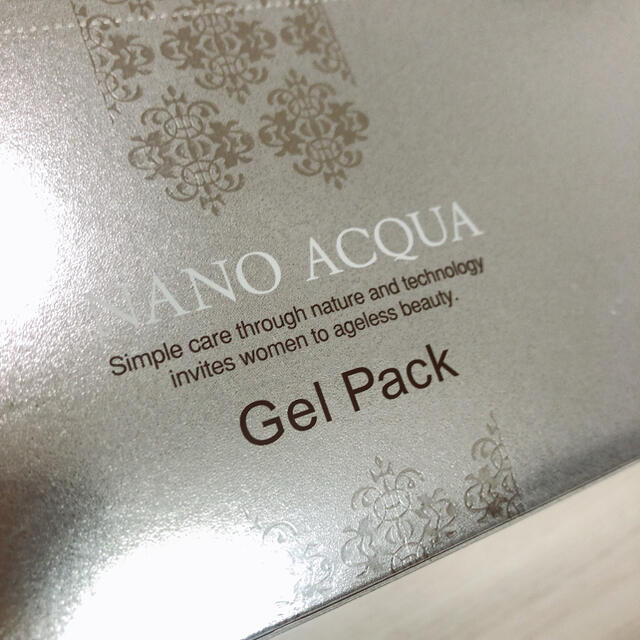 NANO ACQUA
Simple care through nature and technology
invites women to ageless beauty.
Gel Pack